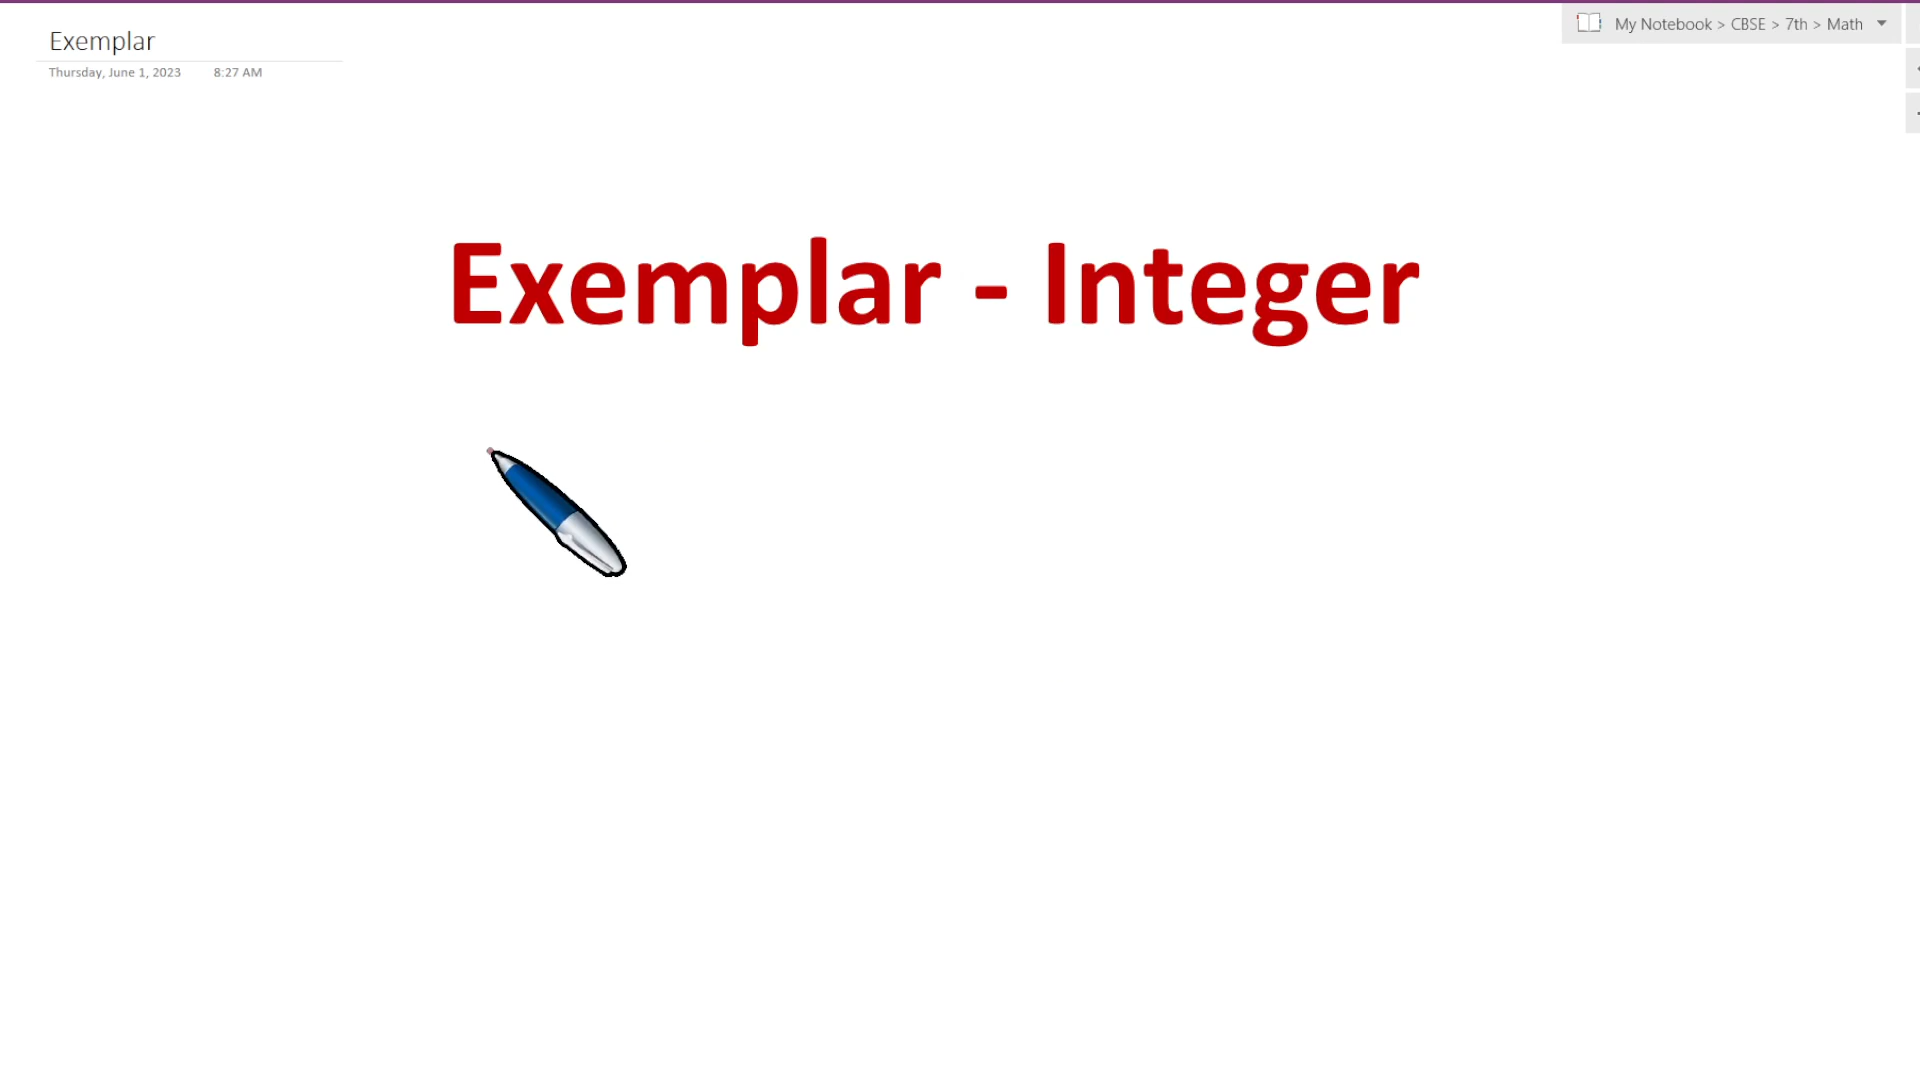 Exemplar
Thursday, June 1, 2023 8:27 AM
My Notebook > CBSE > 7th > Math
Exemplar - Integer